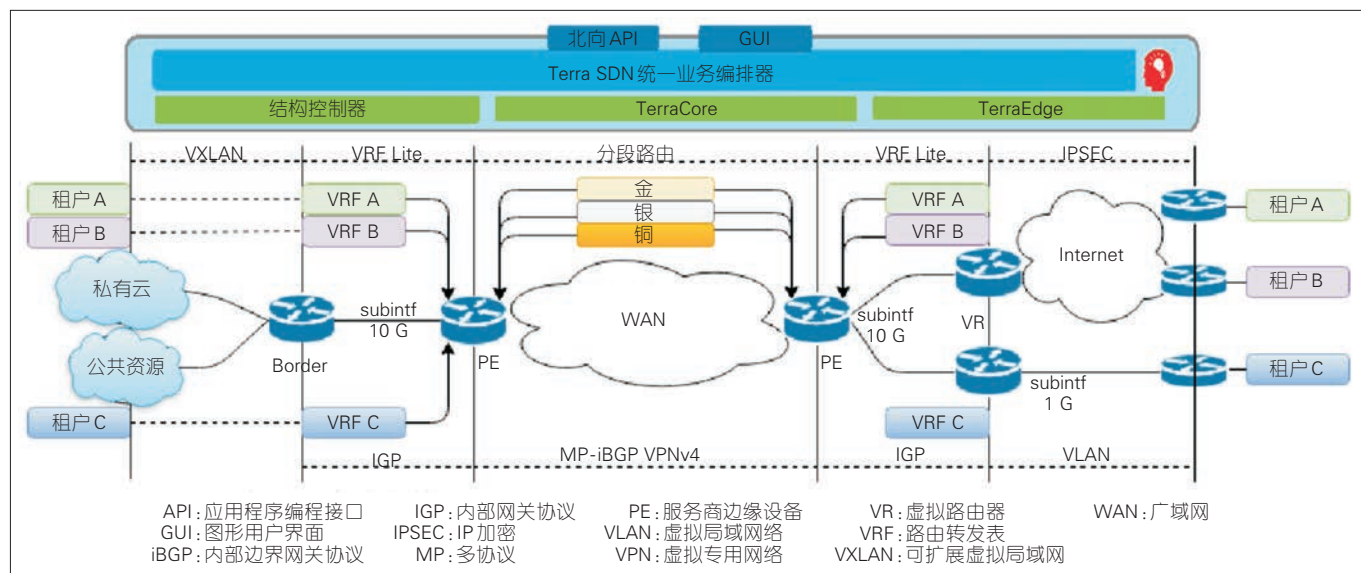 北向API GUI
Terra SDN统一业务编排器
结构控制器 TerraCore TerraEdge
VXLAN VRF Lite 分段路由 VRF Lite IPSEC
租户A VRF A 金 VRF A 租户A
银
租户B VRF B 铜 VRF B
Internet
私有云 租户B
subintf WAN subintf
10 G 10 G VR
公共资源 Border PE PE 租户C
subintf
1 G
租户C VRF C VRF C
IGP MP-iBGP VPNv4 IGP VLAN
API:应用程序编程接口 IGP:内部网关协议 PE:服务商边缘设备 VR:虚拟路由器 WAN:广域网
GUI:图形用户界面 IPSEC:IP加密 VLAN:虚拟局域网络 VRF:路由转发表
iBGP:内部边界网关协议 MP:多协议 VPN:虚拟专用网络 VXLAN:可扩展虚拟局域网